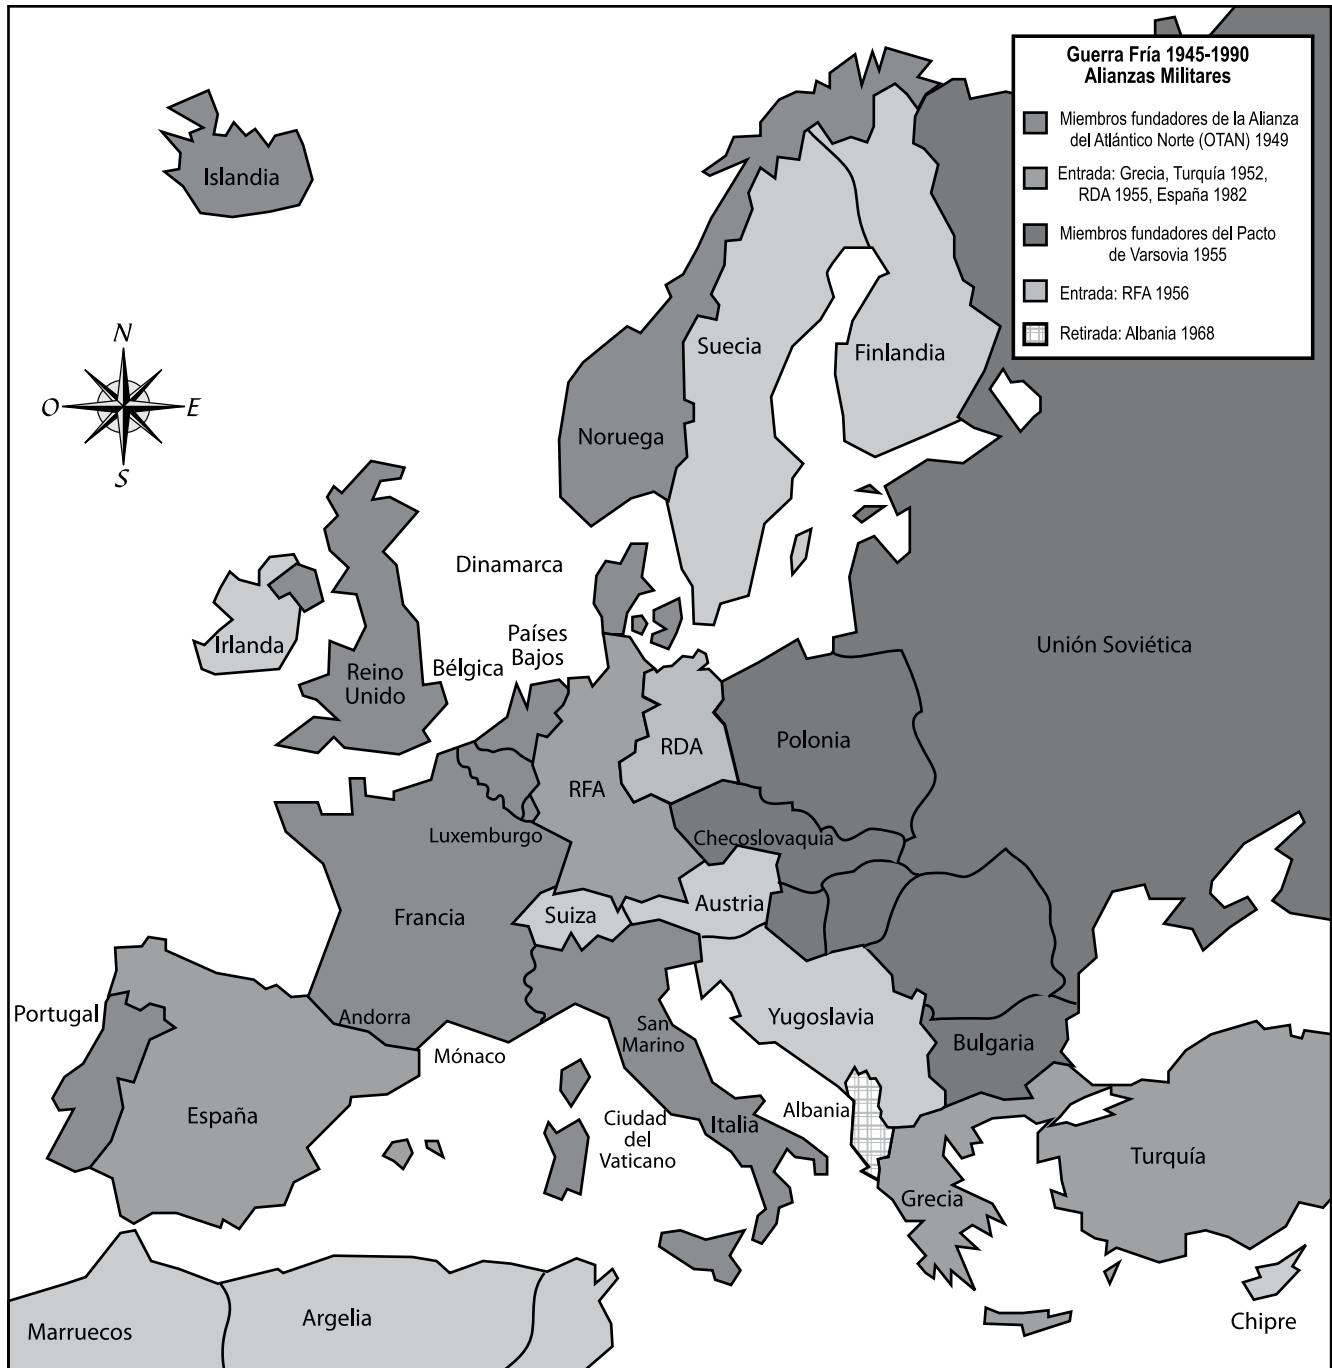 Guerra Fría 1945-1990
Alianzas Militares
Miembros fundadores de la Alianza
del Atlántico Norte (OTAN) 1949
Entrada: Grecia, Turquía 1952,
RDA 1955, España 1982
Miembros fundadores del Pacto
de Varsovia 1955
Entrada: RFA 1956
Retirada: Albania 1968
Islandia
N
O
E
S
Suecia
Finlandia
Noruega
Dinamarca
Países
Bajos
Irlanda
Bélgica
Reino
Unido
Unión Soviética
RDA
Polonia
RFA
Luxemburgo
Checoslovaquia
Francia
Suiza
Austria
Portugal
Andorra
Mónaco
San
Marino
Yugoslavia
Bulgaria
España
Ciudad
del
Vaticano
Italia
Albania
Grecia
Turquía
Marruecos
Argelia
Chipre